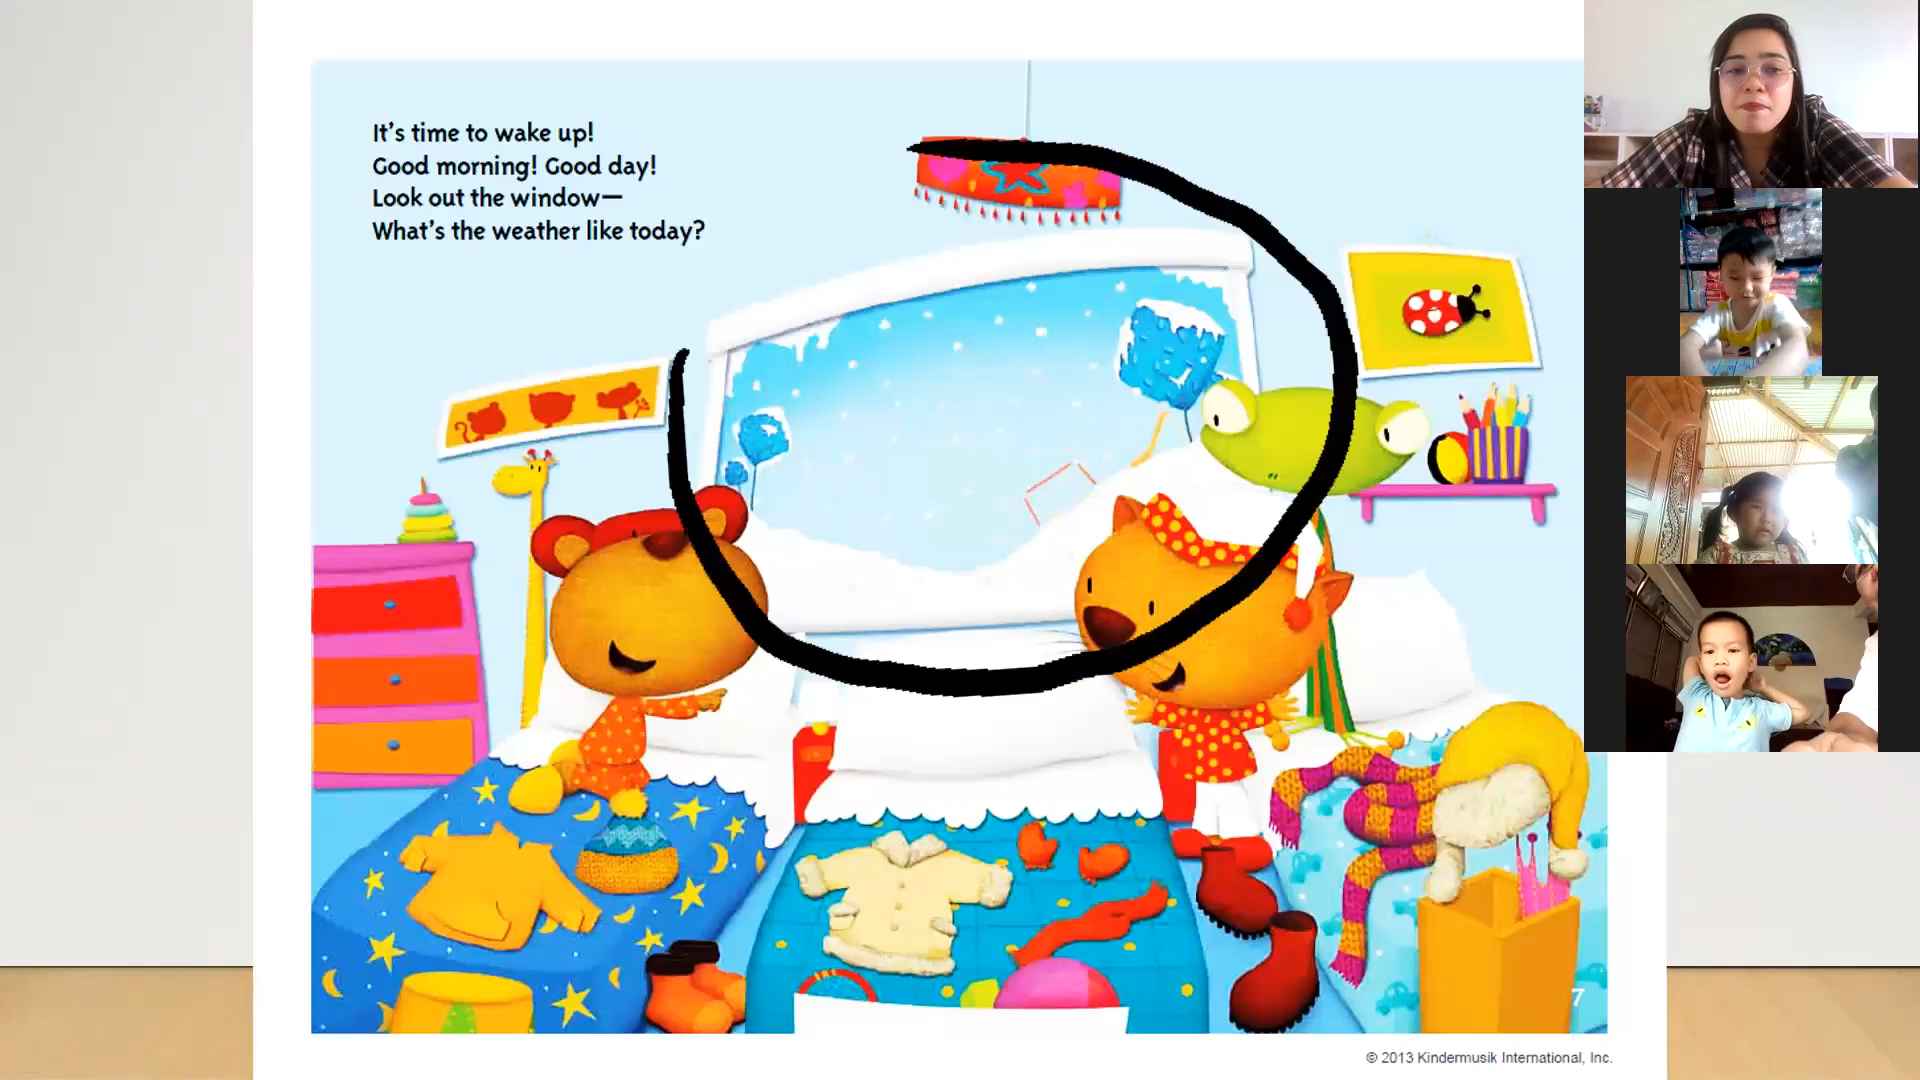 It's time to wake up!
Good morning! Good day!
Look out the window—
What's the weather like today?
7
© 2013 Kindermusik International, Inc.